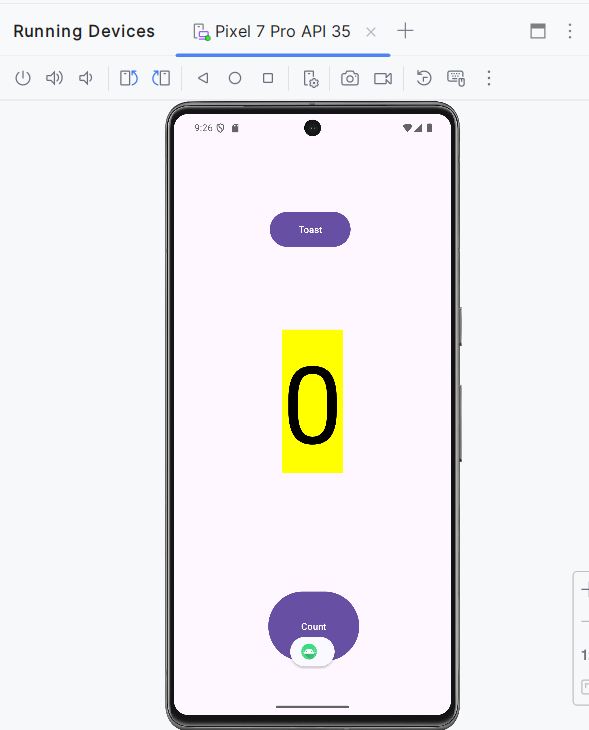 Running Devices
Pixel 7 Pro API 35
9:26
Toast
0
Count